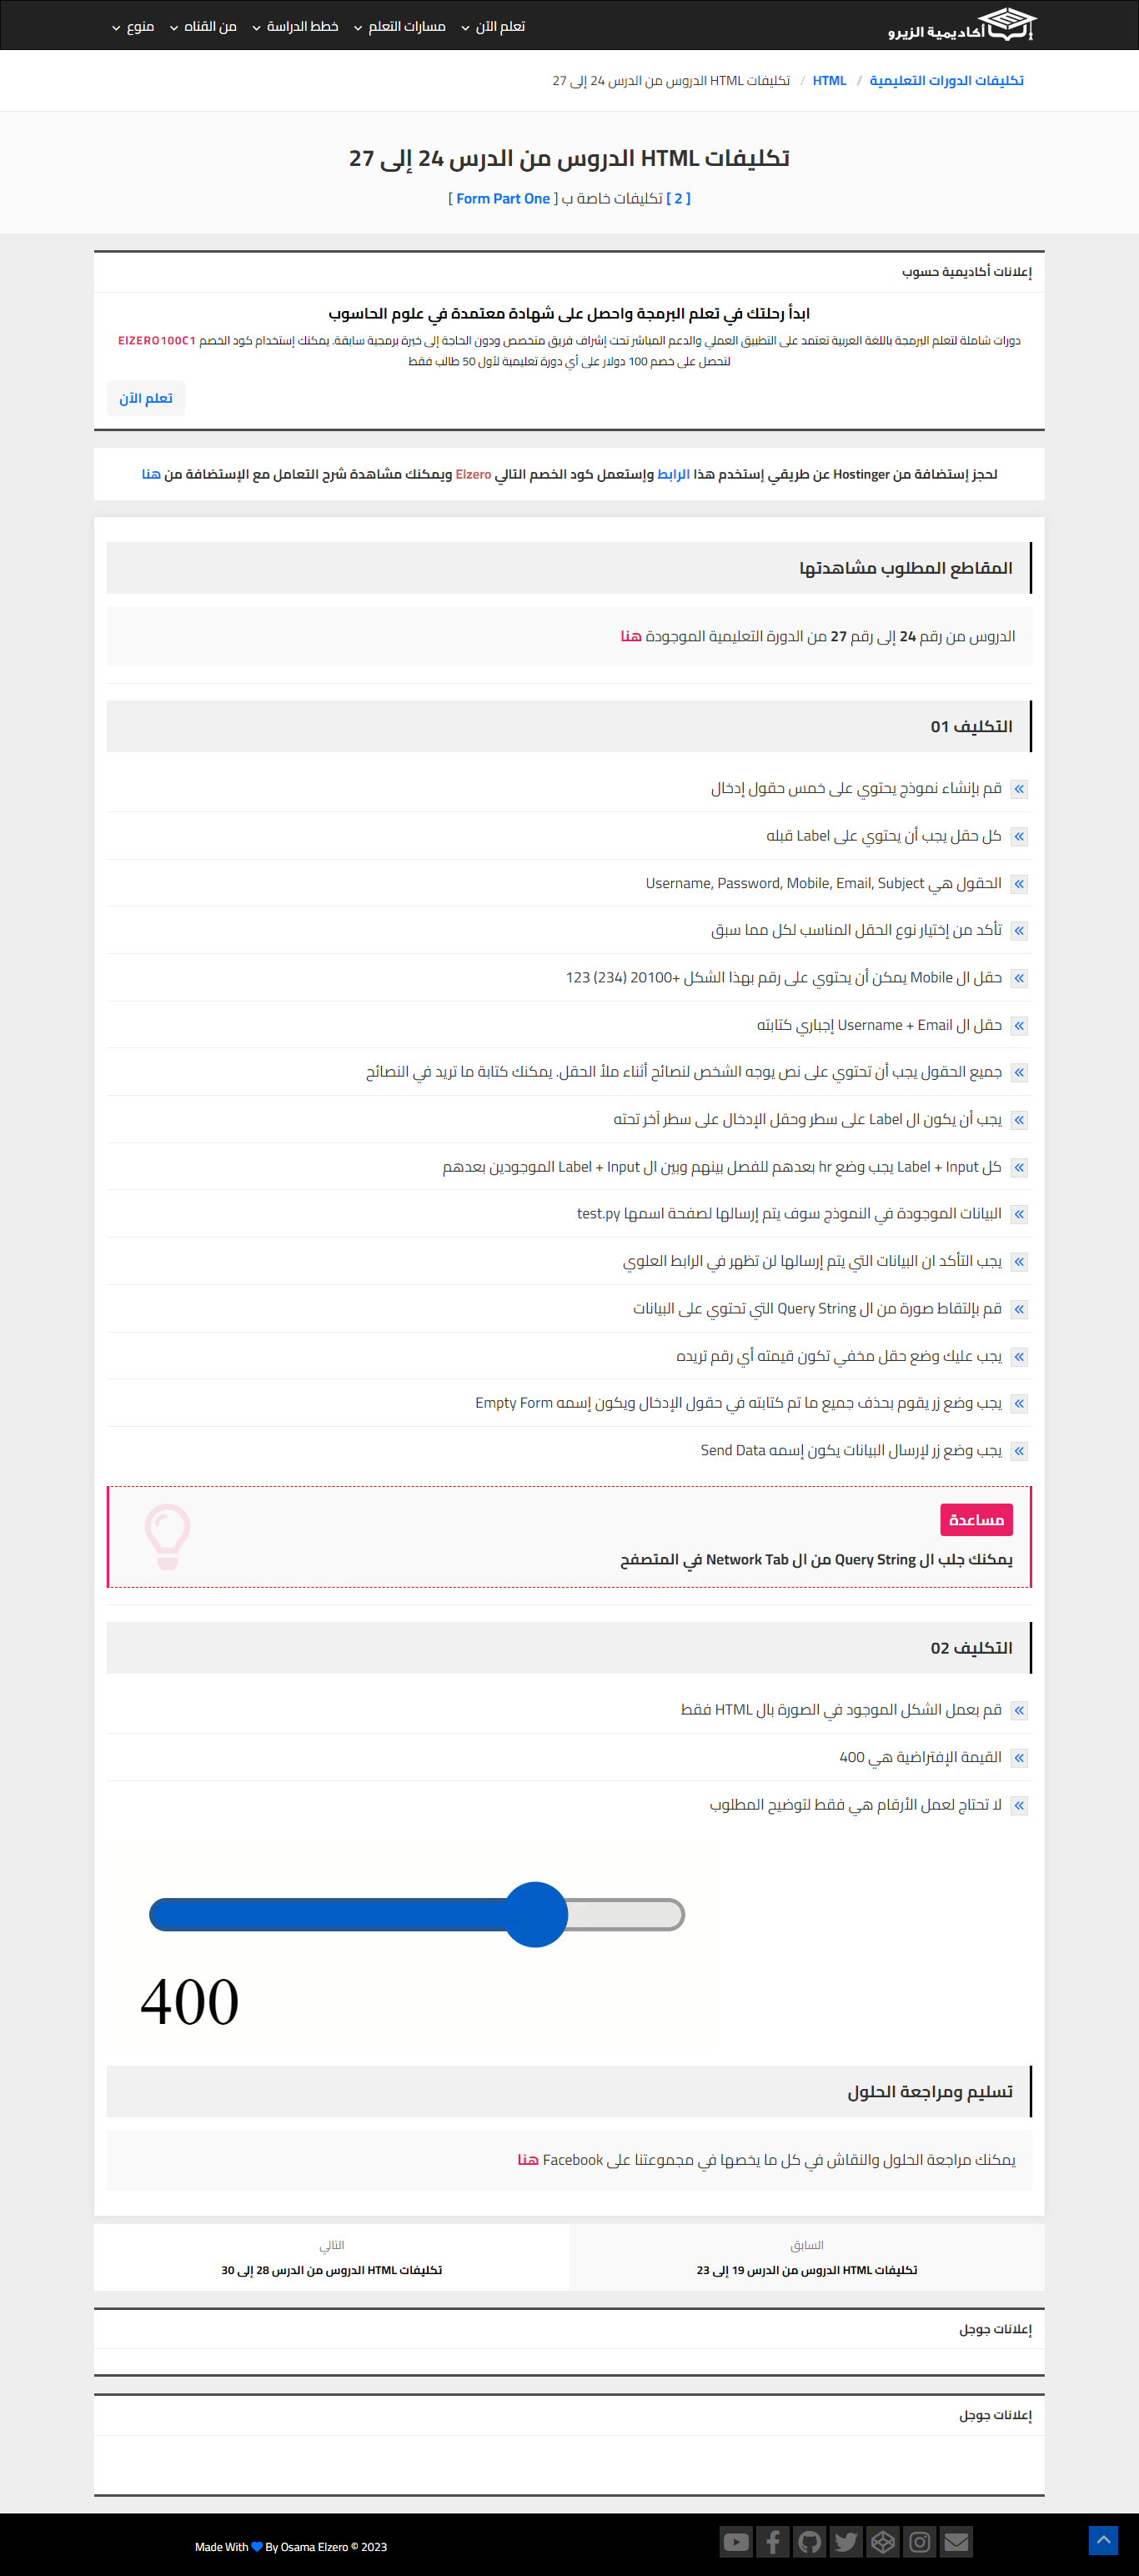 أكاديمية الزيرو
تعلم الآن
مسارات التعلم
خطط الدراسة
من القناه
منوع
تكليفات الدورات التعليمية / HTML / تكليفات HTML الدروس من الدرس 24 إلى 27
تكليفات HTML الدروس من الدرس 24 إلى 27
[ 2 ] تكليفات خاصة ب [ Form Part One ]
إعلانات أكاديمية حسوب
ابدأ رحلتك في تعلم البرمجة واحصل على شهادة معتمدة في علوم الحاسوب
دورات شاملة لتعلم البرمجة باللغة العربية تعتمد على التطبيق العملي والدعم المباشر تحت إشراف فريق متخصص ودون الحاجة إلى خبرة برمجية سابقة. يمكنك إستخدام كود الخصم ElZERO100C1
لتحصل على خصم 100 دولار على أي دورة تعليمية لأول 50 طالب فقط
تعلم الآن
لحجز إستضافة من Hostinger عن طريقي إستخدم هذا الرابط وإستعمل كود الخصم التالي Elzero ويمكنك مشاهدة شرح التعامل مع الإستضافة من هنا
المقاطع المطلوب مشاهدتها
الدروس من رقم 24 إلى رقم 27 من الدورة التعليمية الموجودة هنا
التكليف 01
قم بإنشاء نموذج يحتوي على خمس حقول إدخال
كل حقل يجب أن يحتوي على Label قبله
الحقول هي Username, Password, Mobile, Email, Subject
تأكد من إختيار نوع الحقل المناسب لكل مما سبق
حقل ال Mobile يمكن أن يحتوي على رقم بهذا الشكل +20100 (234) 123
حقل ال Username + Email إجباري كتابته
جميع الحقول يجب أن تحتوي على نص يوجه الشخص لنصائح أثناء ملأ الحقل. يمكنك كتابة ما تريد في النصائح
يجب أن يكون ال Label على سطر وحقل الإدخال على سطر آخر تحته
كل Label + Input يجب وضع hr بعدهم للفصل بينهم وبين ال Label + Input الموجودين بعدهم
البيانات الموجودة في النموذج سوف يتم إرسالها لصفحة اسمها test.py
يجب التأكد ان البيانات التي يتم إرسالها لن تظهر في الرابط العلوي
قم بإلتقاط صورة من ال Query String التي تحتوي على البيانات
يجب عليك وضع حقل مخفي تكون قيمته أي رقم تريده
يجب وضع زر يقوم بحذف جميع ما تم كتابته في حقول الإدخال ويكون إسمه Empty Form
يجب وضع زر لإرسال البيانات يكون إسمه Send Data
مساعدة
يمكنك جلب ال Query String من ال Network Tab في المتصفح
التكليف 02
قم بعمل الشكل الموجود في الصورة بال HTML فقط
القيمة الإفتراضية هي 400
لا تحتاج لعمل الأرقام هي فقط لتوضيح المطلوب
400
تسليم ومراجعة الحلول
يمكنك مراجعة الحلول والنقاش في كل ما يخصها في مجموعتنا على Facebook هنا
السابق
تكليفات HTML الدروس من الدرس 19 إلى 23
التالي
تكليفات HTML الدروس من الدرس 28 إلى 30
إعلانات جوجل
إعلانات جوجل
Made With By Osama Elzero © 2023